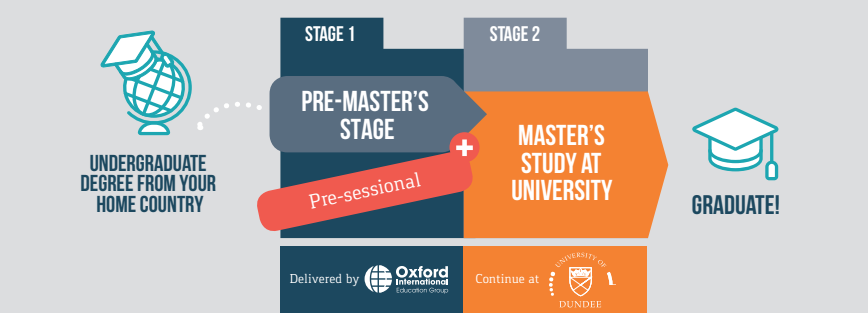 STAGE 1
STAGE 2
PRE-MASTER'S
STAGE
Pre-sessional
MASTER'S
STUDY AT
UNIVERSITY
UNDERGRADUATE
DEGREE FROM YOUR
HOME COUNTRY
GRADUATE!
Delivered by
Oxford
International
Education Group
Continue at
UNIVERSITY OF
DUNDEE